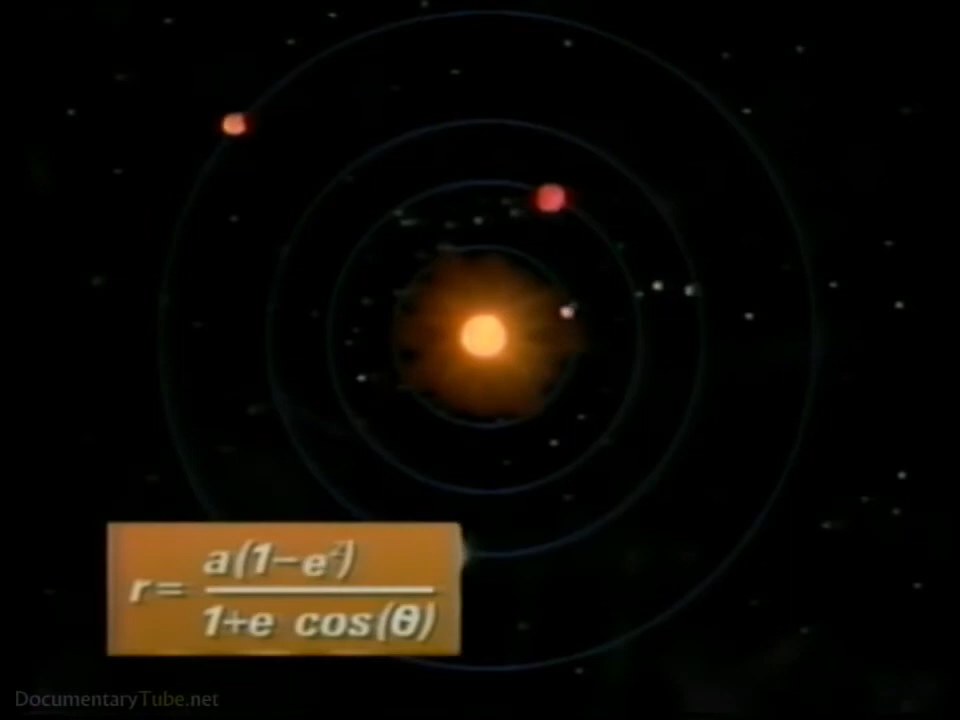 r = a(1-e²)
1+e cos(θ)
DocumentaryTube.net